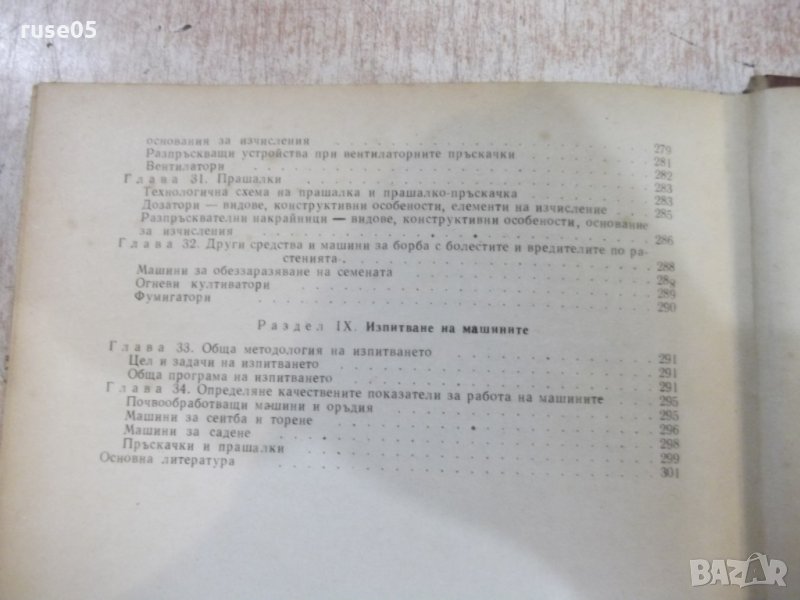 ruse05
основания за изчисления . . . 279
Разпръскващи устройства при вентилаторните пръскачки . . . 281
Вентилатори . . . 282
Глава 31. Прашалки . . . 283
Технологична схема на прашалка и прашалко-пръскачка . . . 283
Дозатори — видове, конструктивни особености, елементи на изчисление . . . 285
Разпръсквателни накрайници — видове, конструктивни особености, основание
за изчисления . . . 286
Глава 32. Други средства и машини за борба с болестите и вредителите по ра-
стенията . . . 288
Машини за обеззаразяване на семената . . . 288
Огневи култиватори . . . 289
Фумигатори . . . 290
Раздел IX. Изпитване на машините
Глава 33. Обща методология на изпитването . . . 291
Цел и задачи на изпитването . . . 291
Обща програма на изпитването . . . 291
Глава 34. Определяне качествените показатели за работа на машините . . . 295
Почвообработващи машини и оръдия . . . 295
Машини за сеитба и торене . . . 296
Машини за садене . . . 298
Пръскачки и прашалки . . . 299
Основна литература . . . 301
BAZAR